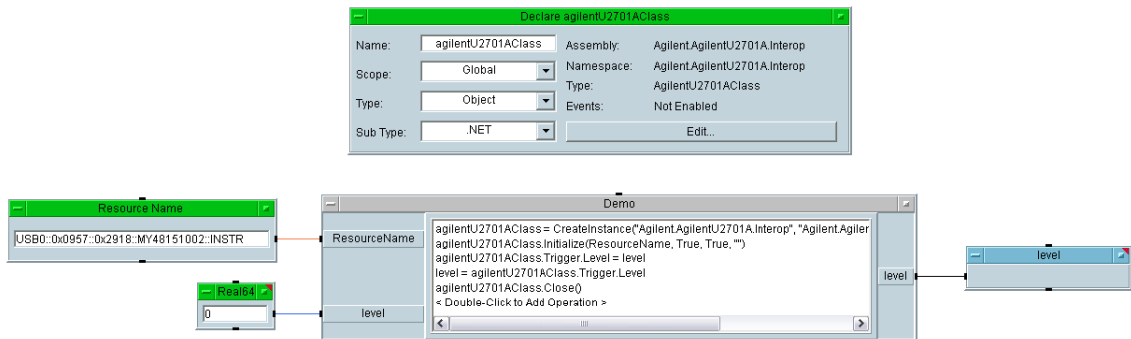 Declare agilentU2701AClass
Name: agilentU2701AClass Assembly: Agilent.AgilentU2701A.Interop
Scope: Global Namespace: Agilent.AgilentU2701A.Interop
Type: Object Type: AgilentU2701AClass
Events: Not Enabled
Sub Type: .NET Edit...
Resource Name
USB0::0x0957::0x2918::MY48151002::INSTR
Demo
ResourceName
agilentU2701AClass = CreateInstance("Agilent.AgilentU2701A.Interop", "Agilent.Agiler
agilentU2701AClass.Initialize(ResourceName, True, True, "")
agilentU2701AClass.Trigger.Level = level
level = agilentU2701AClass.Trigger.Level
agilentU2701AClass.Close()
< Double-Click to Add Operation >
level
level
Real64
0
level